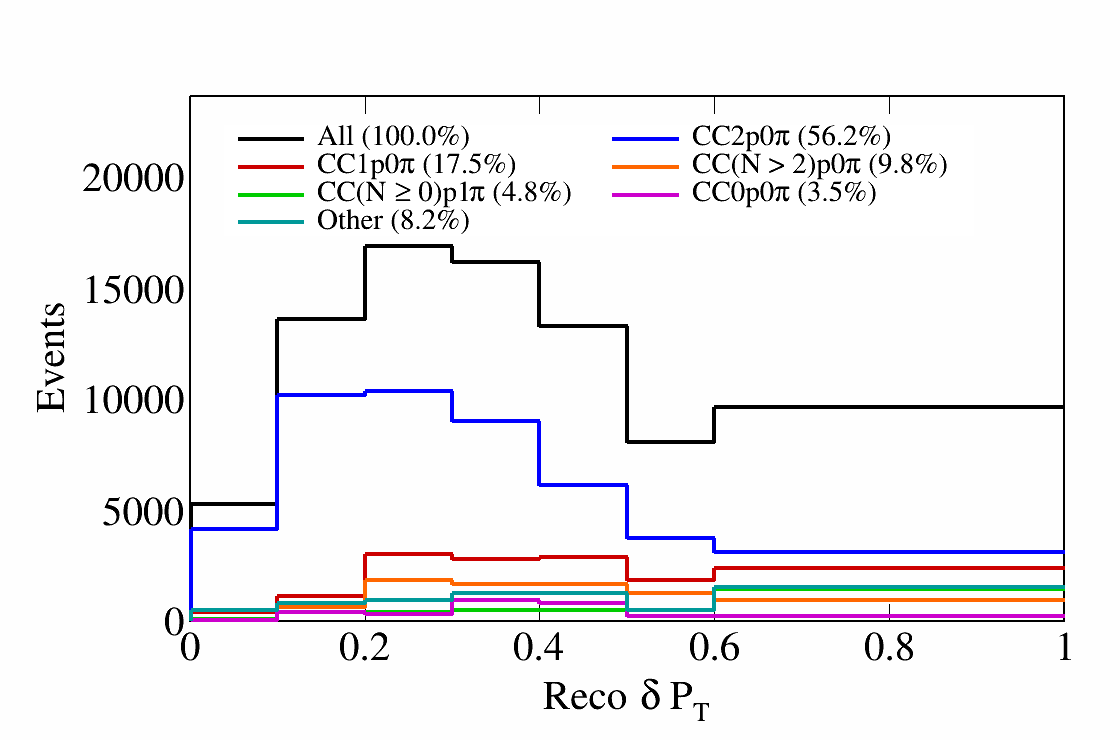 All (100.0%)
CC2p0π (56.2%)
CC1p0π (17.5%)
CC(N > 2)p0π (9.8%)
CC(N ≥ 0)p1π (4.8%)
CC0p0π (3.5%)
Other (8.2%)
20000
15000
10000
5000
0
Events
0 0.2 0.4 0.6 0.8 1
Reco δ P_T